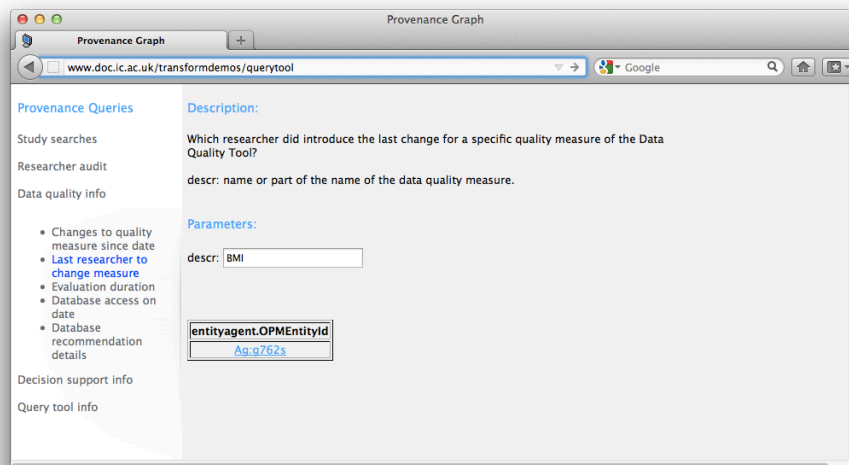 Provenance Graph
Provenance Graph
www.doc.ic.ac.uk/transformdemos/querytool
Google
Provenance Queries
Study searches
Researcher audit
Data quality info
Changes to quality
measure since date
Last researcher to
change measure
Evaluation duration
Database access on
date
Database
recommendation
details
Decision support info
Query tool info
Description:
Which researcher did introduce the last change for a specific quality measure of the Data
Quality Tool?
descr: name or part of the name of the data quality measure.
Parameters:
descr: BMI
entityagent.OPMEntityId
Ag:g762s